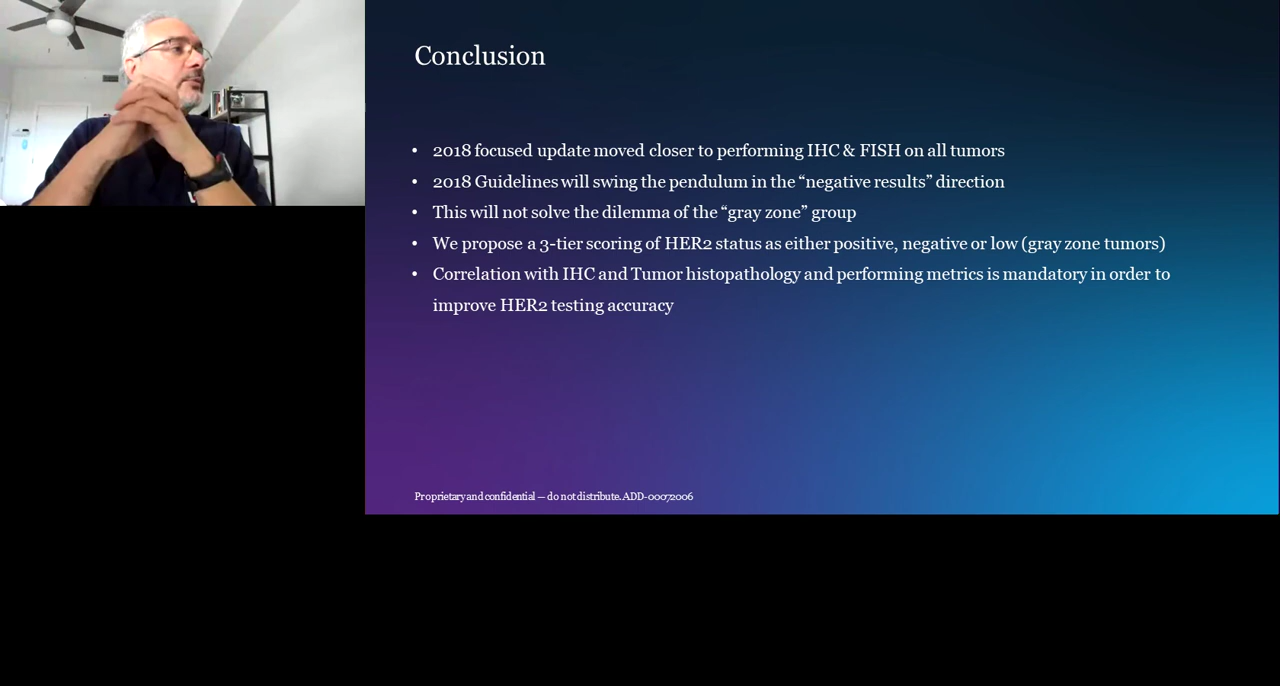 Conclusion
• 2018 focused update moved closer to performing IHC & FISH on all tumors
• 2018 Guidelines will swing the pendulum in the “negative results” direction
• This will not solve the dilemma of the “gray zone” group
• We propose a 3-tier scoring of HER2 status as either positive, negative or low (gray zone tumors)
• Correlation with IHC and Tumor histopathology and performing metrics is mandatory in order to
improve HER2 testing accuracy
Proprietary and confidential — do not distribute. ADD-00072006